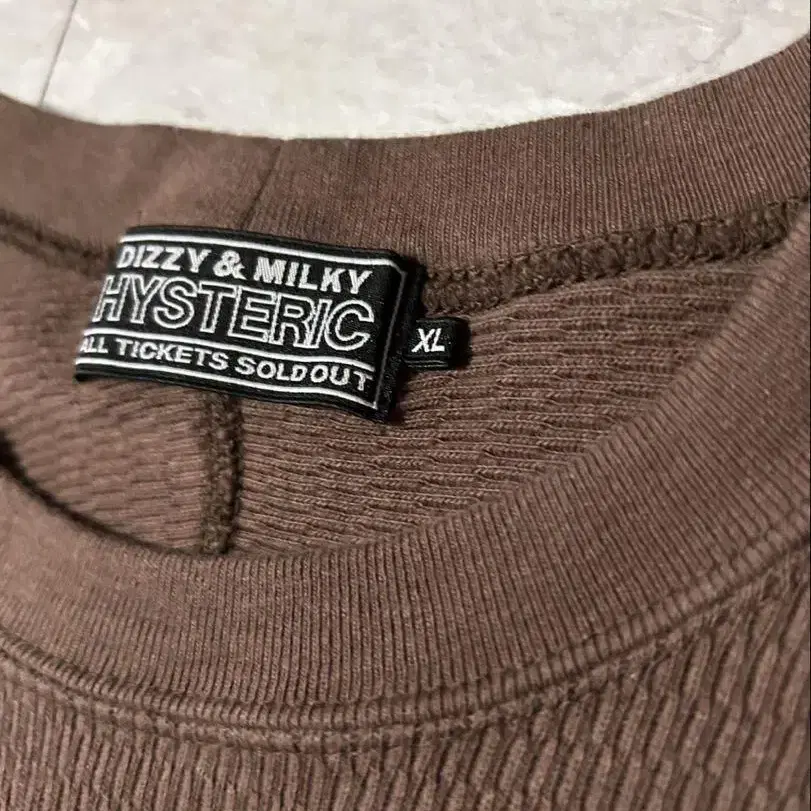 DIZZY & MILKY
HYSTERIC
ALL TICKETS SOLD OUT
XL